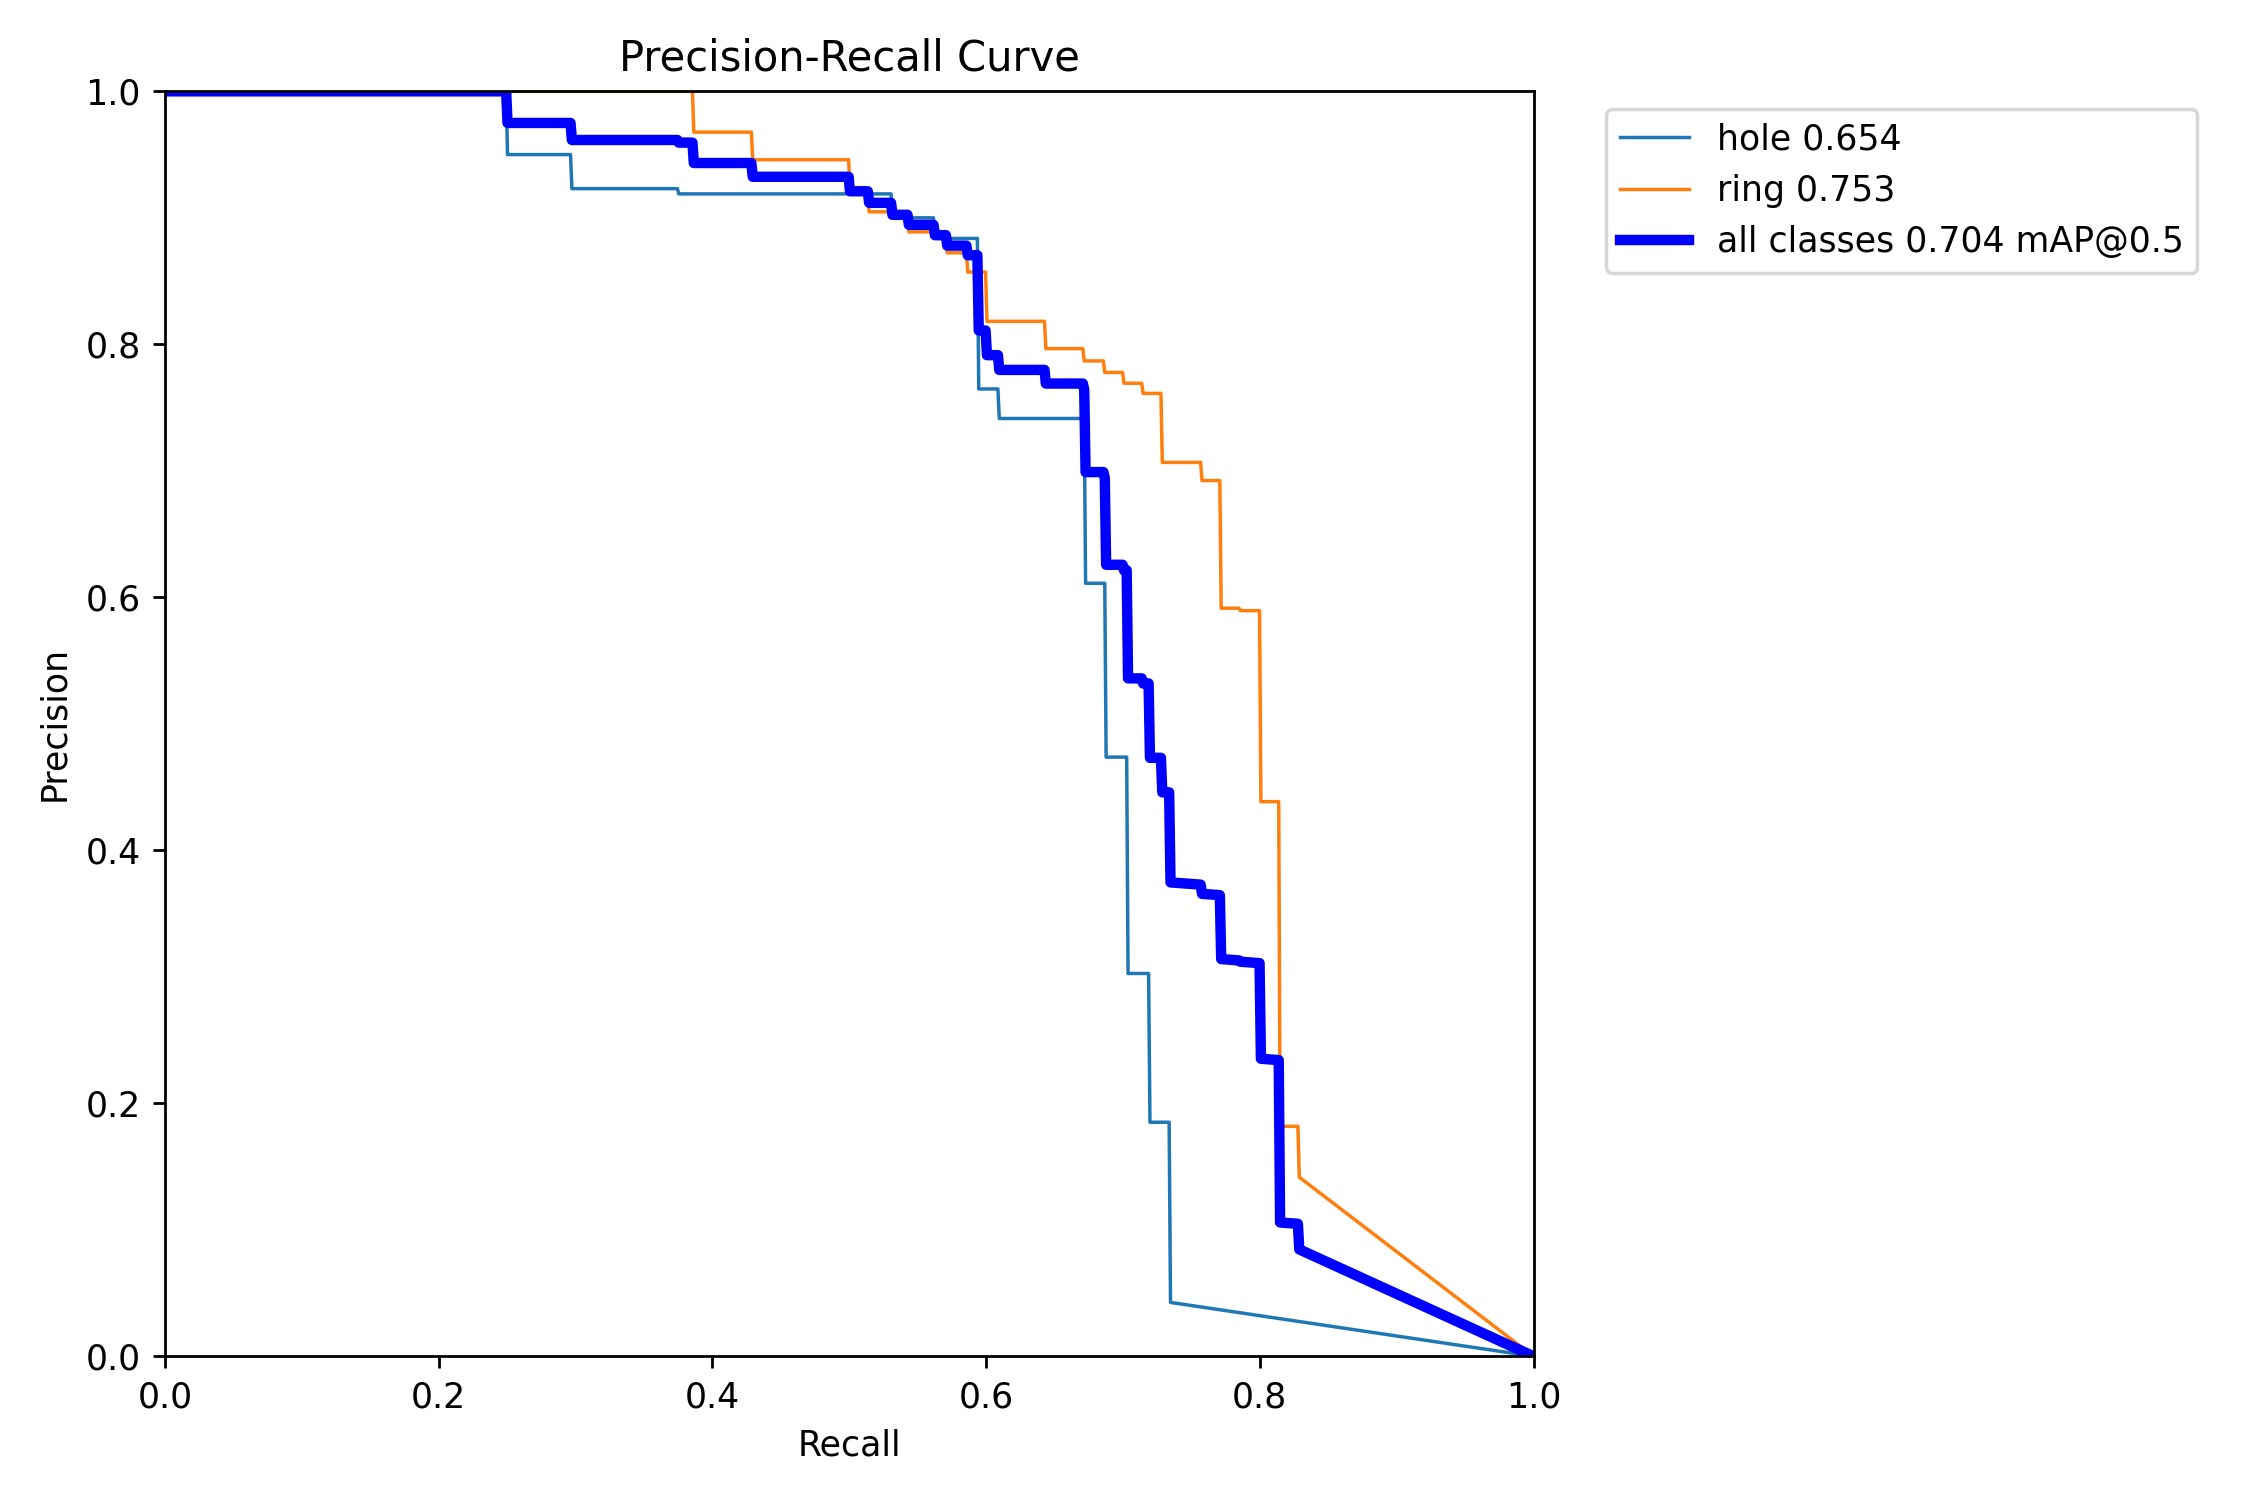 Precision-Recall Curve
hole 0.654
ring 0.753
all classes 0.704 mAP@0.5
Precision
1.0
0.8
0.6
0.4
0.2
0.0
0.0 0.2 0.4 0.6 0.8 1.0
Recall